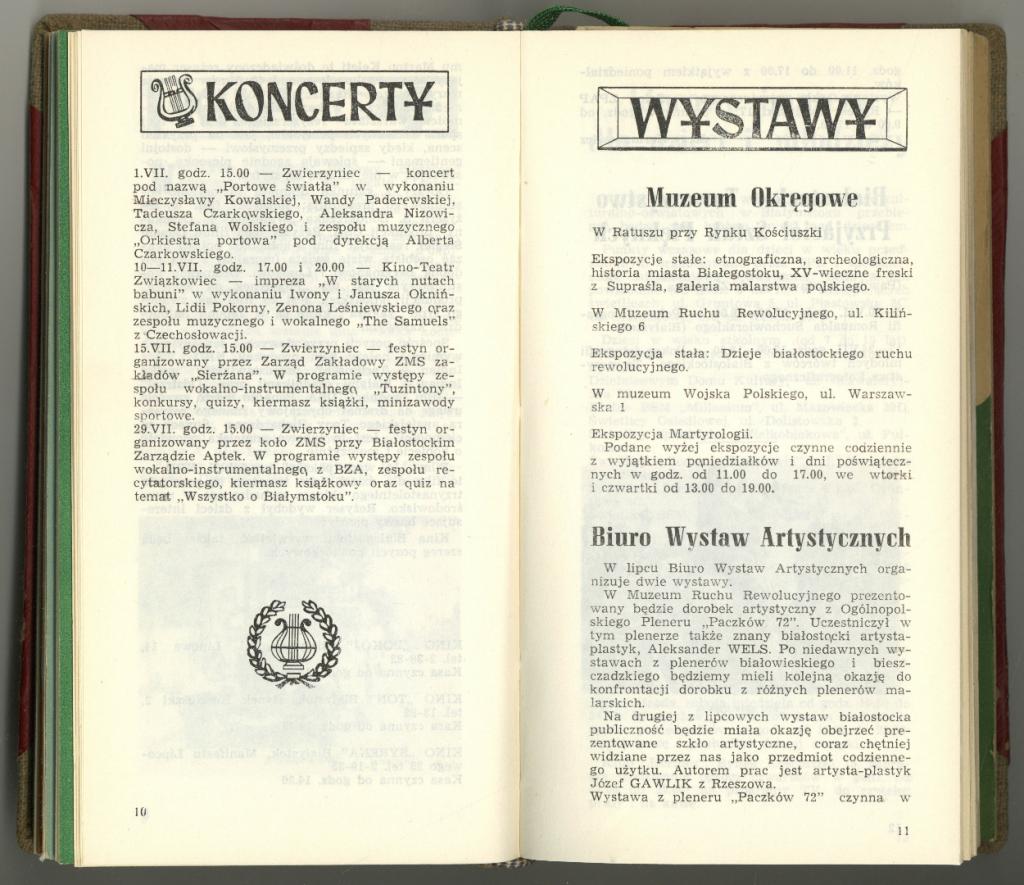 KONCERTY
1.VII. godz. 15.00 — Zwierzyniec — koncert
pod nazwą „Portowe światła" w wykonaniu
Mieczysławy Kowalskiej, Wandy Paderewskiej,
Tadeusza Czarkowskiego, Aleksandra Nizowi-
cza, Stefana Wolskiego i zespołu muzycznego
„Orkiestra portowa" pod dyrekcją Alberta
Czarkowskiego.
10—11.VII. godz. 17.00 i 20.00 — Kino-Teatr
Związkowiec — impreza „W starych nutach
babuni" w wykonaniu Iwony i Janusza Okniń-
skich, Lidii Pokorny, Zenona Leśniewskiego oraz
zespołu muzycznego i wokalnego „The Samuels"
z Czechosłowacji.
15.VII. godz. 15.00 — Zwierzyniec — festyn or-
ganizowany przez Zarząd Zakładowy ZMS za-
kładów „Sierżana". W programie występy ze-
społu wokalno-instrumentalnego „Tuzintony",
konkursy, quizy, kiermasz książki, minizawody
sportowe.
29.VII. godz. 15.00 — Zwierzyniec — festyn or-
ganizowany przez koło ZMS przy Białostockim
Zarządzie Aptek. W programie występy zespołu
wokalno-instrumentalnego z BZA, zespołu re-
cytatorskiego, kiermasz książkowy oraz quiz na
temat „Wszystko o Białymstoku".
10
WYSTAWY
Muzeum Okręgowe
W Ratuszu przy Rynku Kościuszki
Ekspozycje stałe: etnograficzna, archeologiczna,
historia miasta Białegostoku, XV-wieczne freski
z Supraśla, galeria malarstwa polskiego.
W Muzeum Ruchu Rewolucyjnego, ul. Kiliń-
skiego 6
Ekspozycja stała: Dzieje białostockiego ruchu
rewolucyjnego.
W muzeum Wojska Polskiego, ul. Warszaw-
ska 1
Ekspozycja Martyrologii.
Podane wyżej ekspozycje czynne codziennie
z wyjątkiem poniedziałków i dni poświątecz-
nych w godz. od 11.00 do 17.00, we wtorki
i czwartki od 13.00 do 19.00.
Biuro Wystaw Artystycznych
W lipcu Biuro Wystaw Artystycznych orga-
nizuje dwie wystawy.
W Muzeum Ruchu Rewolucyjnego prezento-
wany będzie dorobek artystyczny z Ogólnopol-
skiego Pleneru „Paczków 72". Uczestniczył w
tym plenerze także znany białostocki artysta-
plastyk, Aleksander WELS. Po niedawnych wy-
stawach z plenerów białowieskiego i biesz-
czadzkiego będziemy mieli kolejną okazję do
konfrontacji dorobku z różnych plenerów ma-
larskich.
Na drugiej z lipcowych wystaw białostocka
publiczność będzie miała okazję obejrzeć pre-
zentowane szkło artystyczne, coraz chętniej
widziane przez nas jako przedmiot codzienne-
go użytku. Autorem prac jest artysta-plastyk
Józef GAWLIK z Rzeszowa.
Wystawa z pleneru „Paczków 72" czynna w
11